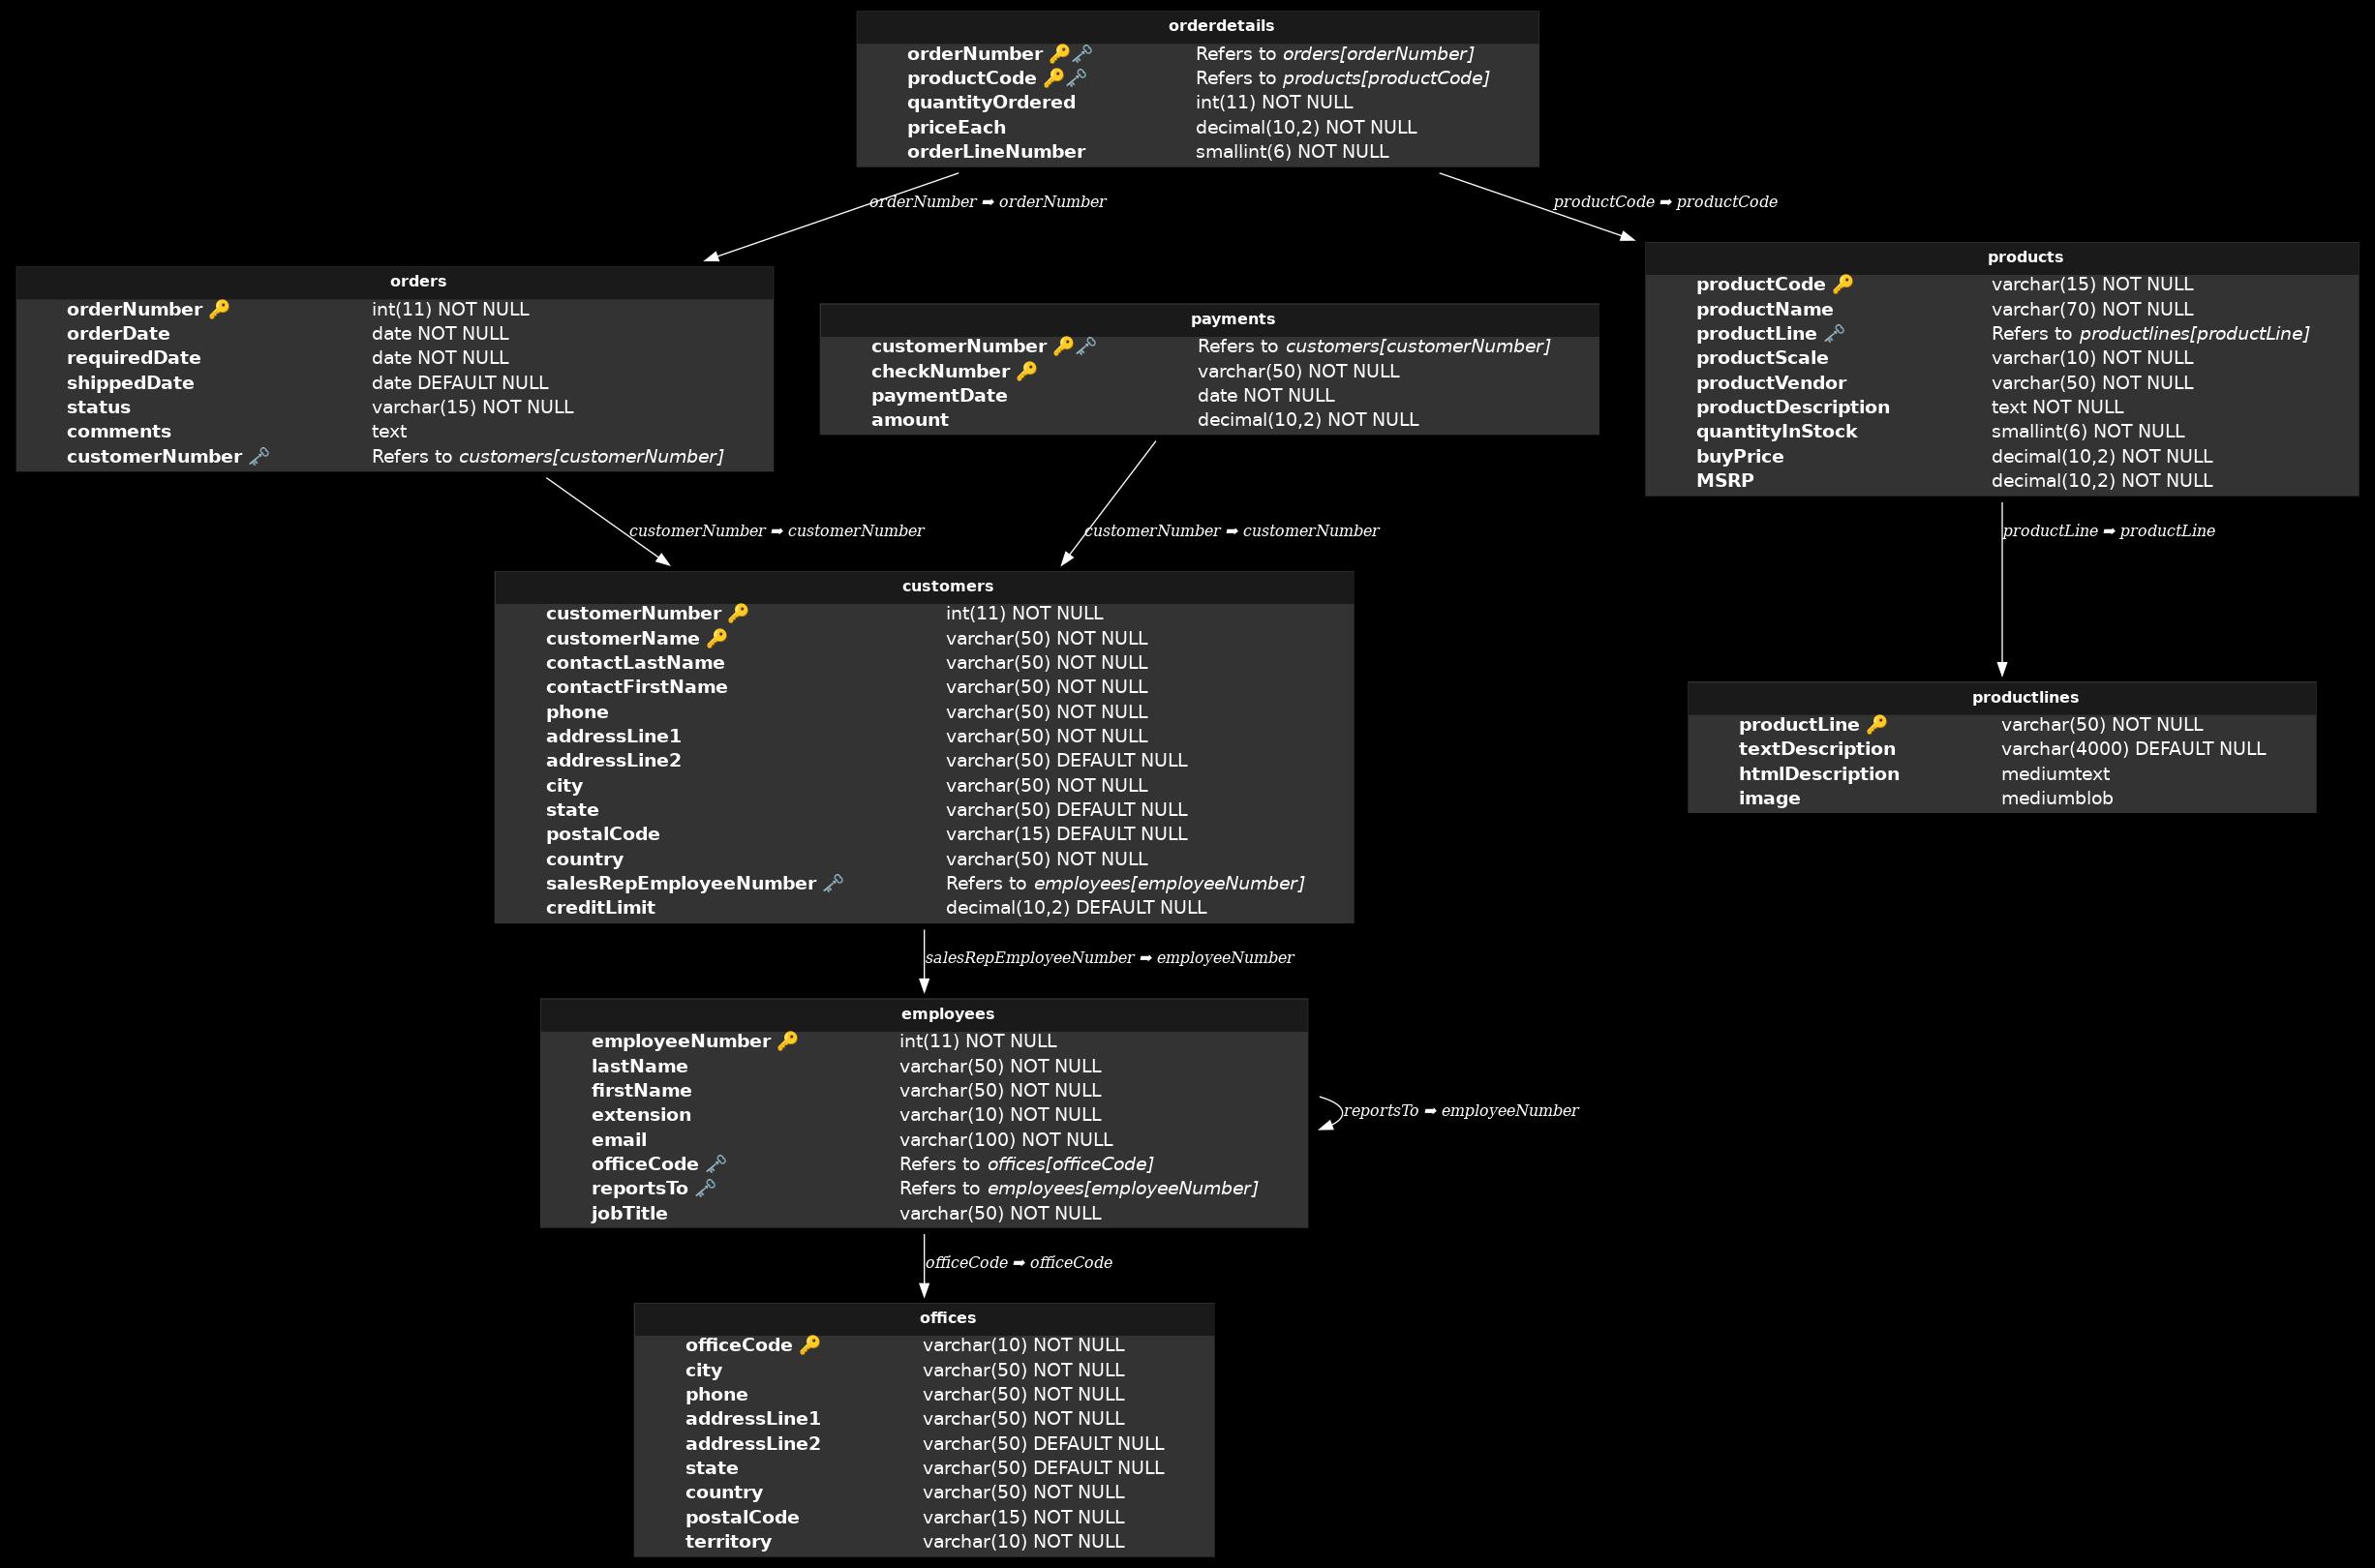 orderdetails
orderNumber 🔑🗝 Refers to orders[orderNumber]
productCode 🔑🗝 Refers to products[productCode]
quantityOrdered int(11) NOT NULL
priceEach decimal(10,2) NOT NULL
orderLineNumber smallint(6) NOT NULL
orderNumber ➡ orderNumber
productCode ➡ productCode
orders
orderNumber 🔑 int(11) NOT NULL
orderDate date NOT NULL
requiredDate date NOT NULL
shippedDate date DEFAULT NULL
status varchar(15) NOT NULL
comments text
customerNumber 🗝 Refers to customers[customerNumber]
payments
customerNumber 🔑🗝 Refers to customers[customerNumber]
checkNumber 🔑 varchar(50) NOT NULL
paymentDate date NOT NULL
amount decimal(10,2) NOT NULL
products
productCode 🔑 varchar(15) NOT NULL
productName varchar(70) NOT NULL
productLine 🗝 Refers to productlines[productLine]
productScale varchar(10) NOT NULL
productVendor varchar(50) NOT NULL
productDescription text NOT NULL
quantityInStock smallint(6) NOT NULL
buyPrice decimal(10,2) NOT NULL
MSRP decimal(10,2) NOT NULL
customerNumber ➡ customerNumber
customerNumber ➡ customerNumber
productLine ➡ productLine
customers
customerNumber 🔑 int(11) NOT NULL
customerName 🔑 varchar(50) NOT NULL
contactLastName varchar(50) NOT NULL
contactFirstName varchar(50) NOT NULL
phone varchar(50) NOT NULL
addressLine1 varchar(50) NOT NULL
addressLine2 varchar(50) DEFAULT NULL
city varchar(50) NOT NULL
state varchar(50) DEFAULT NULL
postalCode varchar(15) DEFAULT NULL
country varchar(50) NOT NULL
salesRepEmployeeNumber 🗝 Refers to employees[employeeNumber]
creditLimit decimal(10,2) DEFAULT NULL
productlines
productLine 🔑 varchar(50) NOT NULL
textDescription varchar(4000) DEFAULT NULL
htmlDescription mediumtext
image mediumblob
salesRepEmployeeNumber ➡ employeeNumber
employees
employeeNumber 🔑 int(11) NOT NULL
lastName varchar(50) NOT NULL
firstName varchar(50) NOT NULL
extension varchar(10) NOT NULL
email varchar(100) NOT NULL
officeCode 🗝 Refers to offices[officeCode]
reportsTo 🗝 Refers to employees[employeeNumber]
jobTitle varchar(50) NOT NULL
reportsTo ➡ employeeNumber
officeCode ➡ officeCode
offices
officeCode 🔑 varchar(10) NOT NULL
city varchar(50) NOT NULL
phone varchar(50) NOT NULL
addressLine1 varchar(50) NOT NULL
addressLine2 varchar(50) DEFAULT NULL
state varchar(50) DEFAULT NULL
country varchar(50) NOT NULL
postalCode varchar(15) NOT NULL
territory varchar(10) NOT NULL